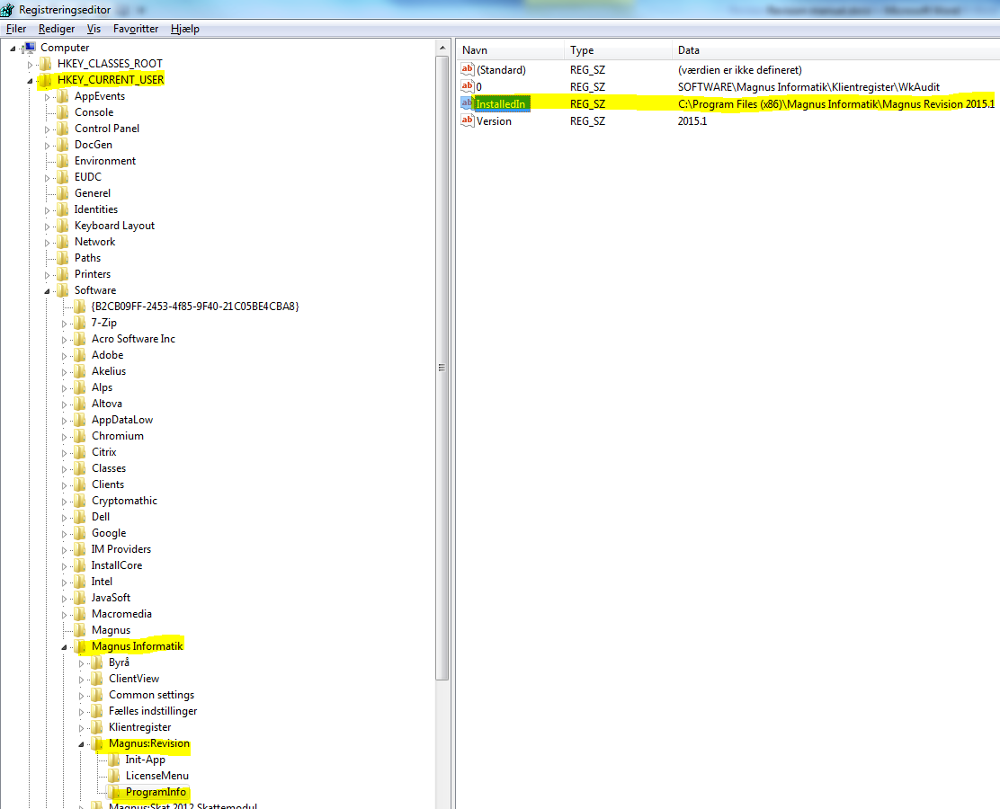 Registreringseditor
Filer Rediger Vis Favoritter Hjælp
Computer
HKEY_CLASSES_ROOT
HKEY_CURRENT_USER
AppEvents
Console
Control Panel
DocGen
Environment
EUDC
Generel
Identities
Keyboard Layout
Network
Paths
Printers
Software
{B2CB09FF-2453-4f85-9F40-21C05BE4CBA8}
7-Zip
Acro Software Inc
Adobe
Akelius
Alps
Altova
AppDataLow
Chromium
Citrix
Classes
Clients
Cryptomathic
Dell
Google
IM Providers
InstallCore
Intel
JavaSoft
Macromedia
Magnus
Magnus Informatik
Byrå
ClientView
Common settings
Fælles indstillinger
Klientregister
Magnus:Revision
Init-App
LicenseMenu
ProgramInfo
Magnus:Skat 2012 Skattemodul
Navn Type Data
(Standard) REG_SZ (værdien er ikke defineret)
0 REG_SZ SOFTWARE\Magnus Informatik\Klientregister\WkAudit
InstalledIn REG_SZ C:\Program Files (x86)\Magnus Informatik\Magnus Revision 2015.1
Version REG_SZ 2015.1